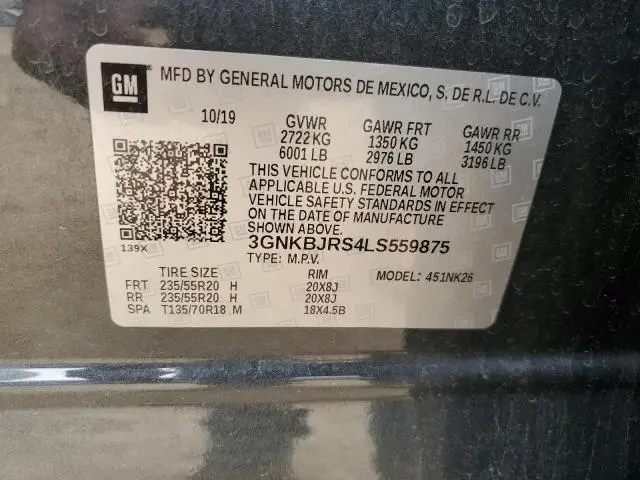 GM
MFD BY GENERAL MOTORS DE MEXICO, S. DE R.L. DE C.V.
10/19 GVWR GAWR FRT GAWR RR
2722 KG 1350 KG 1450 KG
6001 LB 2976 LB 3196 LB
THIS VEHICLE CONFORMS TO ALL
APPLICABLE U.S. FEDERAL MOTOR
VEHICLE SAFETY STANDARDS IN EFFECT
ON THE DATE OF MANUFACTURE
SHOWN ABOVE.
139X
3GNKBJRS4LS559875
TYPE: M.P.V.
TIRE SIZE RIM MODEL: 451NK26
FRT 235/55R20 H 20X8J
RR 235/55R20 H 20X8J
SPA T135/70R18 M 18X4.5B